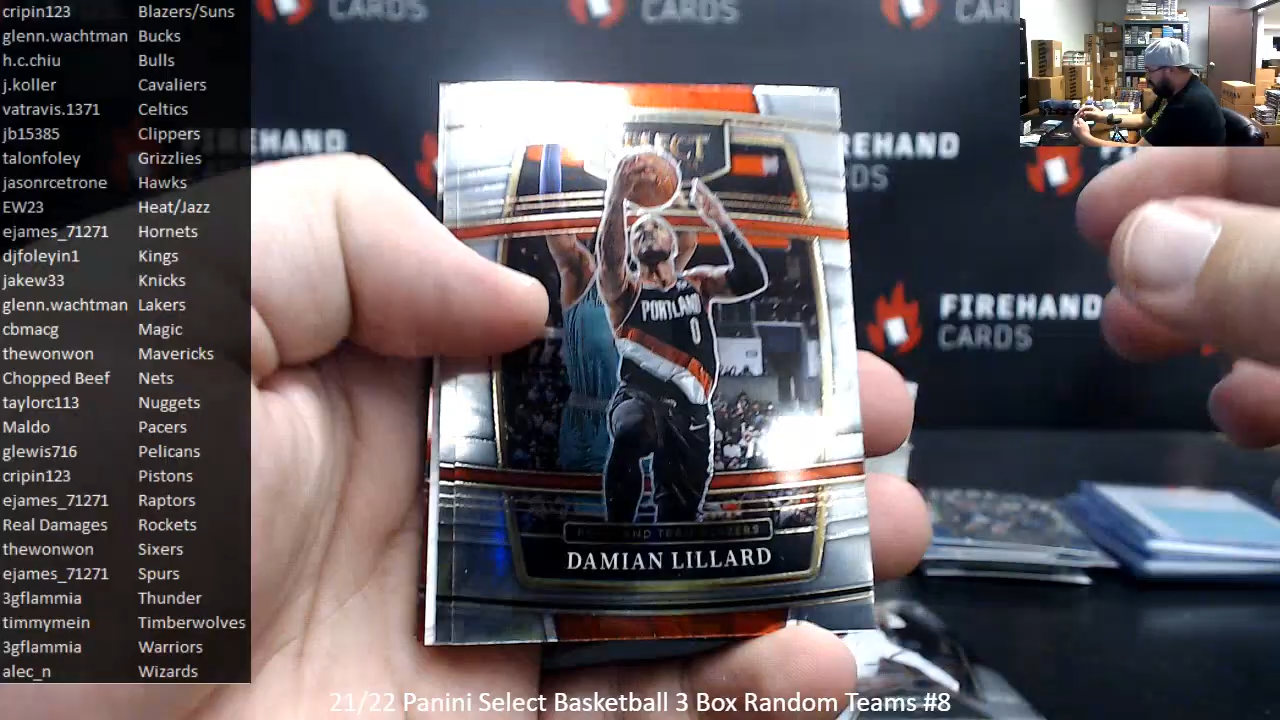 cripin123 Blazers/Suns
glenn.wachtman Bucks
h.c.chiu Bulls
j.koller Cavaliers
vatravis.1371 Celtics
jb15385 Clippers
talonfoley Grizzlies
jasonrcetrone Hawks
EW23 Heat/Jazz
ejames_71271 Hornets
djfoleyin1 Kings
jakew33 Knicks
glenn.wachtman Lakers
cbmacg Magic
thewonwon Mavericks
Chopped Beef Nets
taylorc113 Nuggets
Maldo Pacers
glewis716 Pelicans
cripin123 Pistons
ejames_71271 Raptors
Real Damages Rockets
thewonwon Sixers
ejames_71271 Spurs
3gflammia Thunder
timmymein Timberwolves
3gflammia Warriors
alec_n Wizards
CARDS
CARDS
CARDS
FIREHAND
FIREHAND
CARDS
PORTLAND
0
DAMIAN LILLARD
21/22 Panini Select Basketball 3 Box Random Teams #8